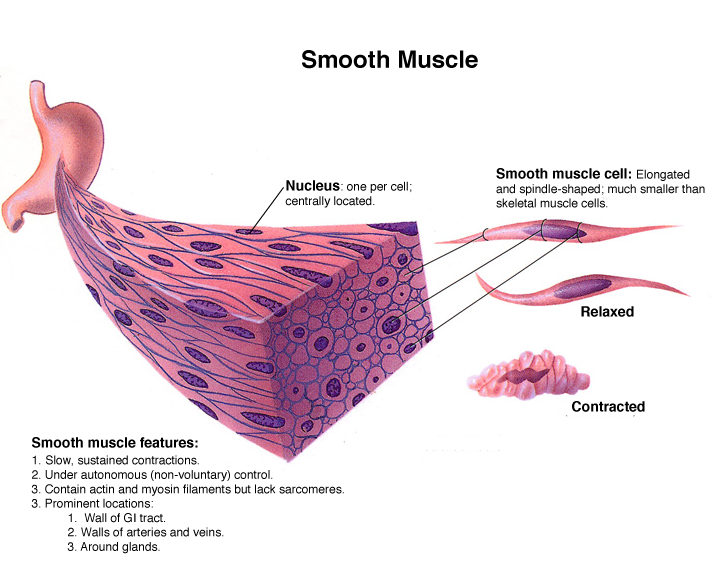 Smooth Muscle
Nucleus: one per cell;
centrally located.
Smooth muscle cell: Elongated
and spindle-shaped; much smaller than
skeletal muscle cells.
Relaxed
Contracted
Smooth muscle features:
1. Slow, sustained contractions.
2. Under autonomous (non-voluntary) control.
3. Contain actin and myosin filaments but lack sarcomeres.
3. Prominent locations:
1. Wall of GI tract.
2. Walls of arteries and veins.
3. Around glands.